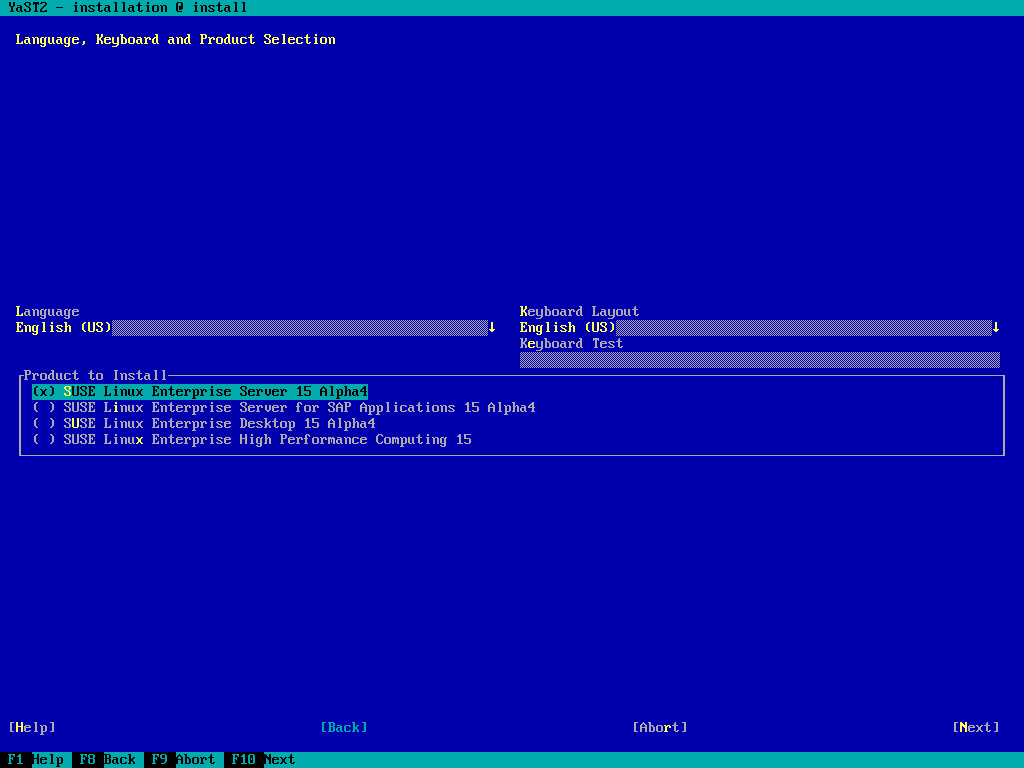 YaST2 - installation @ install
Language, Keyboard and Product Selection
Language
English (US)↓
Keyboard Layout
English (US)↓
Keyboard Test
Product to Install
(x) SUSE Linux Enterprise Server 15 Alpha4
( ) SUSE Linux Enterprise Server for SAP Applications 15 Alpha4
( ) SUSE Linux Enterprise Desktop 15 Alpha4
( ) SUSE Linux Enterprise High Performance Computing 15
[Help] [Back] [Abort] [Next]
F1 Help F8 Back F9 Abort F10 Next